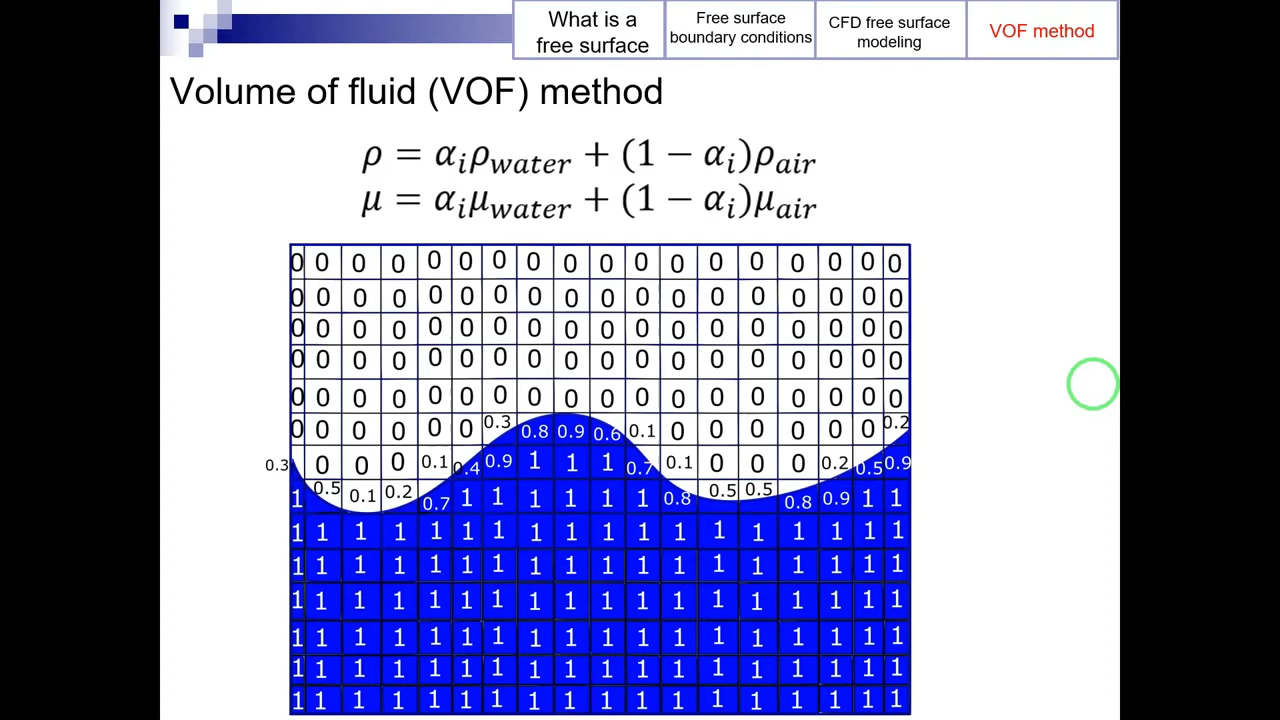 What is a
free surface
Free surface
boundary conditions
CFD free surface
modeling
VOF method
Volume of fluid (VOF) method
ρ = αᵢρ_water + (1 − αᵢ)ρ_air
μ = αᵢμ_water + (1 − αᵢ)μ_air
0 0 0 0 0 0 0 0 0 0 0 0 0 0 0 0 0 0
0 0 0 0 0 0 0 0 0 0 0 0 0 0 0 0 0 0
0 0 0 0 0 0 0 0 0 0 0 0 0 0 0 0 0 0
0 0 0 0 0 0 0 0 0 0 0 0 0 0 0 0 0 0
0 0 0 0 0 0 0 0 0 0 0 0 0 0 0 0 0 0
0 0 0 0 0 0 0.3 0.8 0.9 0.6 0.1 0 0 0 0 0 0 0.2
0.3 0 0 0 0.1 0.4 0.9 1 1 1 0.7 0.1 0 0 0 0.2 0.5 0.9
1 0.5 0.1 0.2 0.7 1 1 1 1 1 1 0.8 0.5 0.5 0.8 0.9 1 1
1 1 1 1 1 1 1 1 1 1 1 1 1 1 1 1 1 1
1 1 1 1 1 1 1 1 1 1 1 1 1 1 1 1 1 1
1 1 1 1 1 1 1 1 1 1 1 1 1 1 1 1 1 1
1 1 1 1 1 1 1 1 1 1 1 1 1 1 1 1 1 1
1 1 1 1 1 1 1 1 1 1 1 1 1 1 1 1 1 1
1 1 1 1 1 1 1 1 1 1 1 1 1 1 1 1 1 1